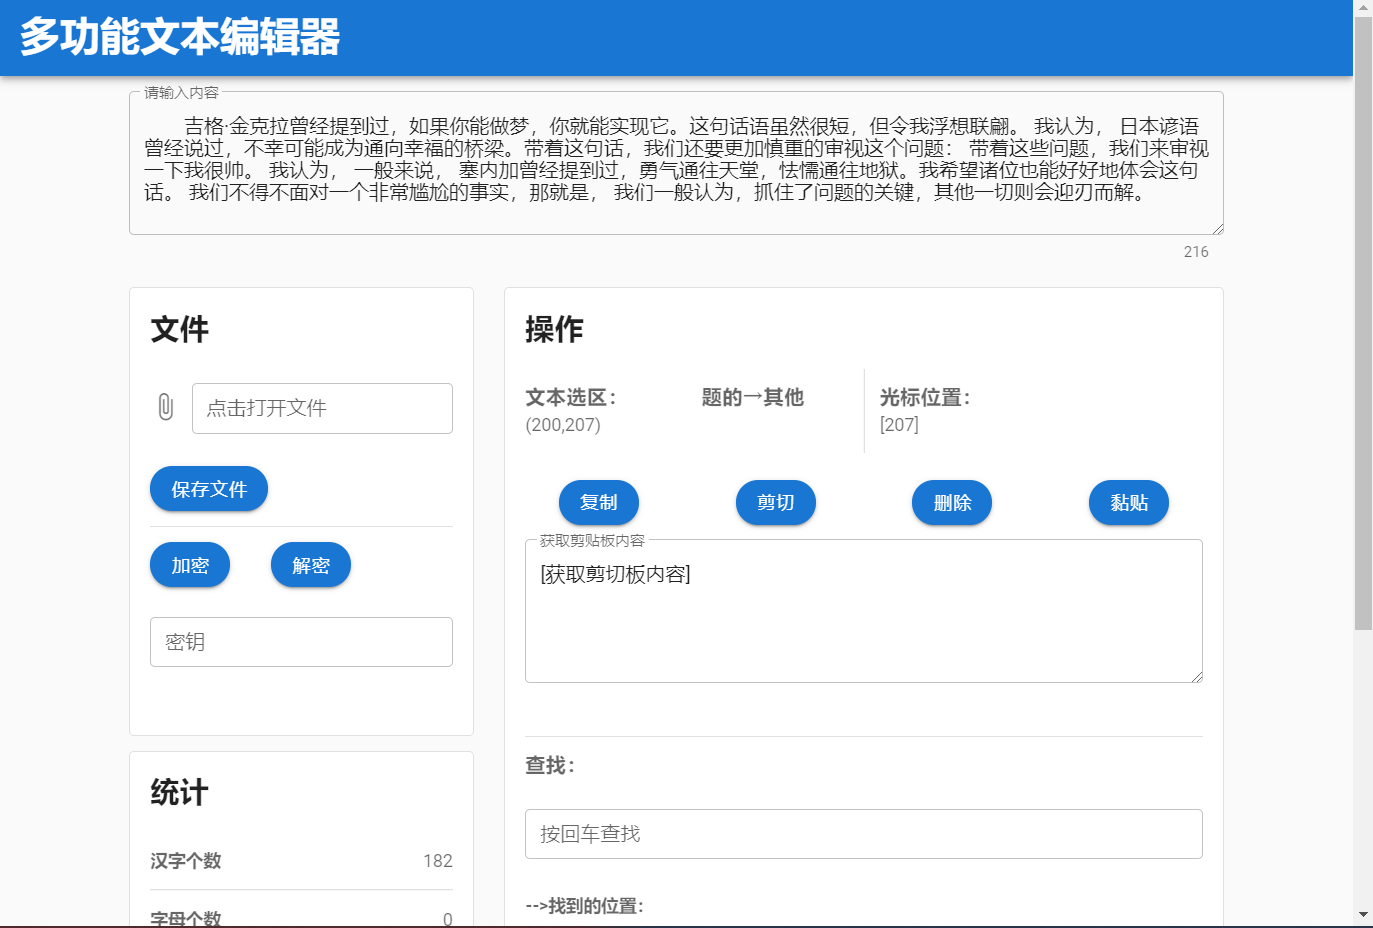 多功能文本编辑器
请输入内容
吉格·金克拉曾经提到过，如果你能做梦，你就能实现它。这句话语虽然很短，但令我浮想联翩。 我认为， 日本谚语
曾经说过，不幸可能成为通向幸福的桥梁。带着这句话，我们还要更加慎重的审视这个问题： 带着这些问题，我们来审视
一下我很帅。 我认为， 一般来说， 塞内加曾经提到过，勇气通往天堂，怯懦通往地狱。我希望诸位也能好好地体会这句
话。 我们不得不面对一个非常尴尬的事实，那就是， 我们一般认为，抓住了问题的关键，其他一切则会迎刃而解。
216
文件
点击打开文件
保存文件
加密 解密
密钥
统计
汉字个数 182
字母个数 0
操作
文本选区： 题的→其他 光标位置：
(200,207) [207]
复制 剪切 删除 黏贴
获取剪贴板内容
[获取剪切板内容]
查找：
按回车查找
-->找到的位置：